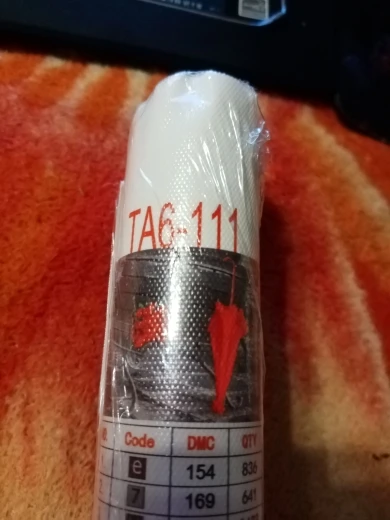 TA6-111
Code DMC QTY
e 154 836
7 169 641